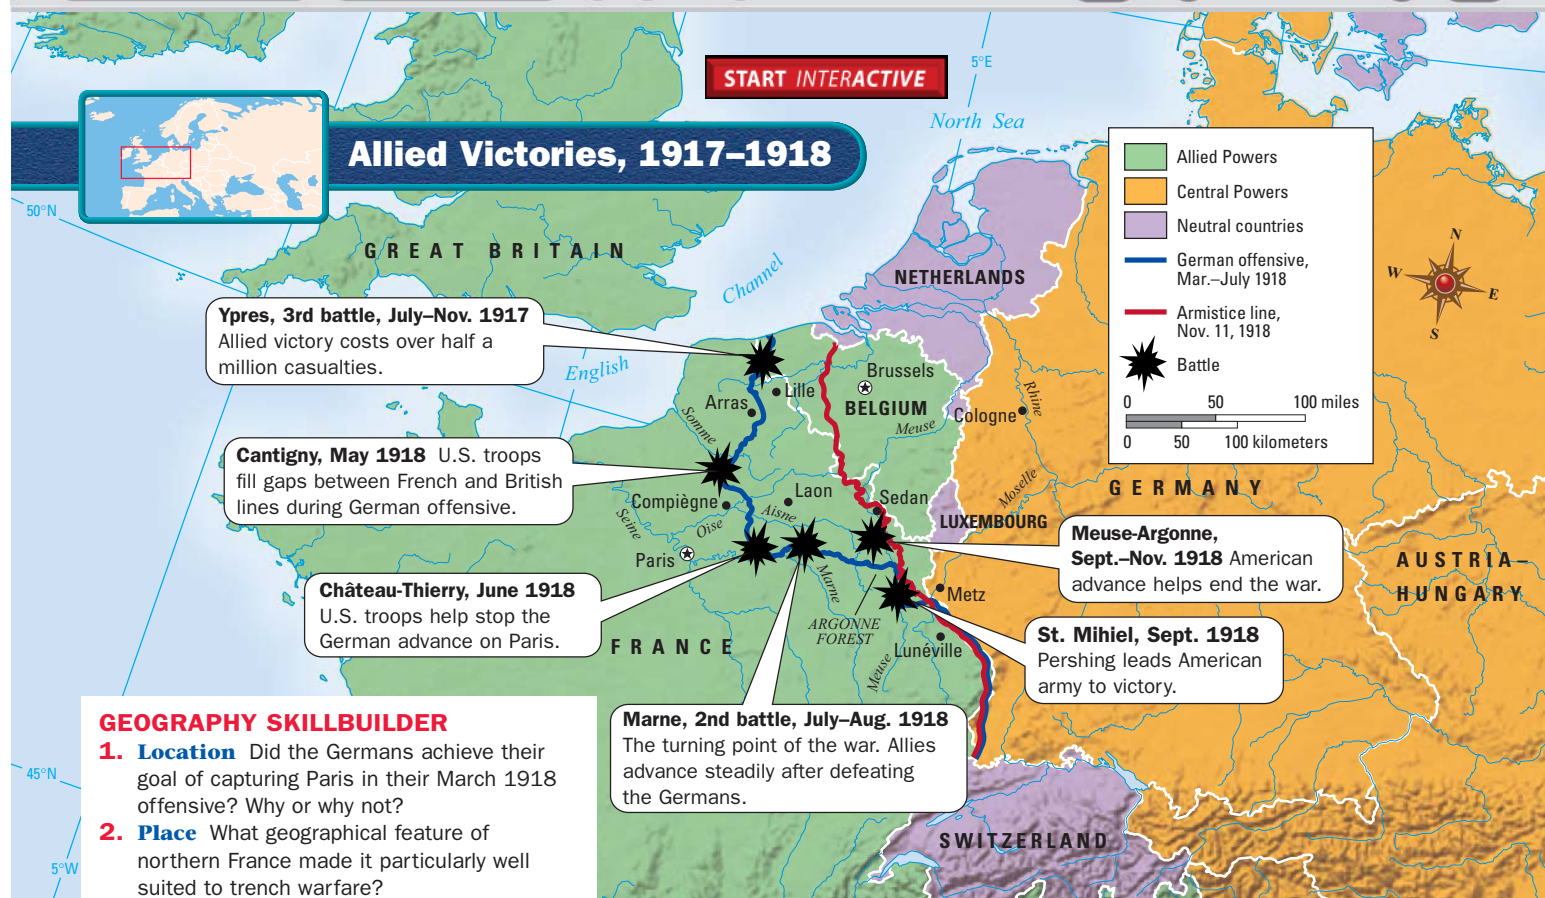 START INTERACTIVE
5°E
North Sea
Allied Victories, 1917–1918
50°N
GREAT BRITAIN
Channel
English
NETHERLANDS
Allied Powers
Central Powers
Neutral countries
German offensive,
Mar.–July 1918
Armistice line,
Nov. 11, 1918
Battle
0 50 100 miles
0 50 100 kilometers
N
W
E
S
Ypres, 3rd battle, July–Nov. 1917
Allied victory costs over half a
million casualties.
Brussels
Lille
Arras
BELGIUM
Cologne
Rhine
Somme
Meuse
Cantigny, May 1918 U.S. troops
fill gaps between French and British
lines during German offensive.
Compiègne
Laon
Sedan
Moselle
GERMANY
Seine
Oise
Aisne
LUXEMBOURG
Paris
Meuse-Argonne,
Sept.–Nov. 1918 American
advance helps end the war.
AUSTRIA–
HUNGARY
Château-Thierry, June 1918
U.S. troops help stop the
German advance on Paris.
Marne
Metz
ARGONNE
FOREST
FRANCE
Lunéville
Meuse
St. Mihiel, Sept. 1918
Pershing leads American
army to victory.
Marne, 2nd battle, July–Aug. 1918
The turning point of the war. Allies
advance steadily after defeating
the Germans.
SWITZERLAND
45°N
5°W
GEOGRAPHY SKILLBUILDER
1. Location Did the Germans achieve their
goal of capturing Paris in their March 1918
offensive? Why or why not?
2. Place What geographical feature of
northern France made it particularly well
suited to trench warfare?